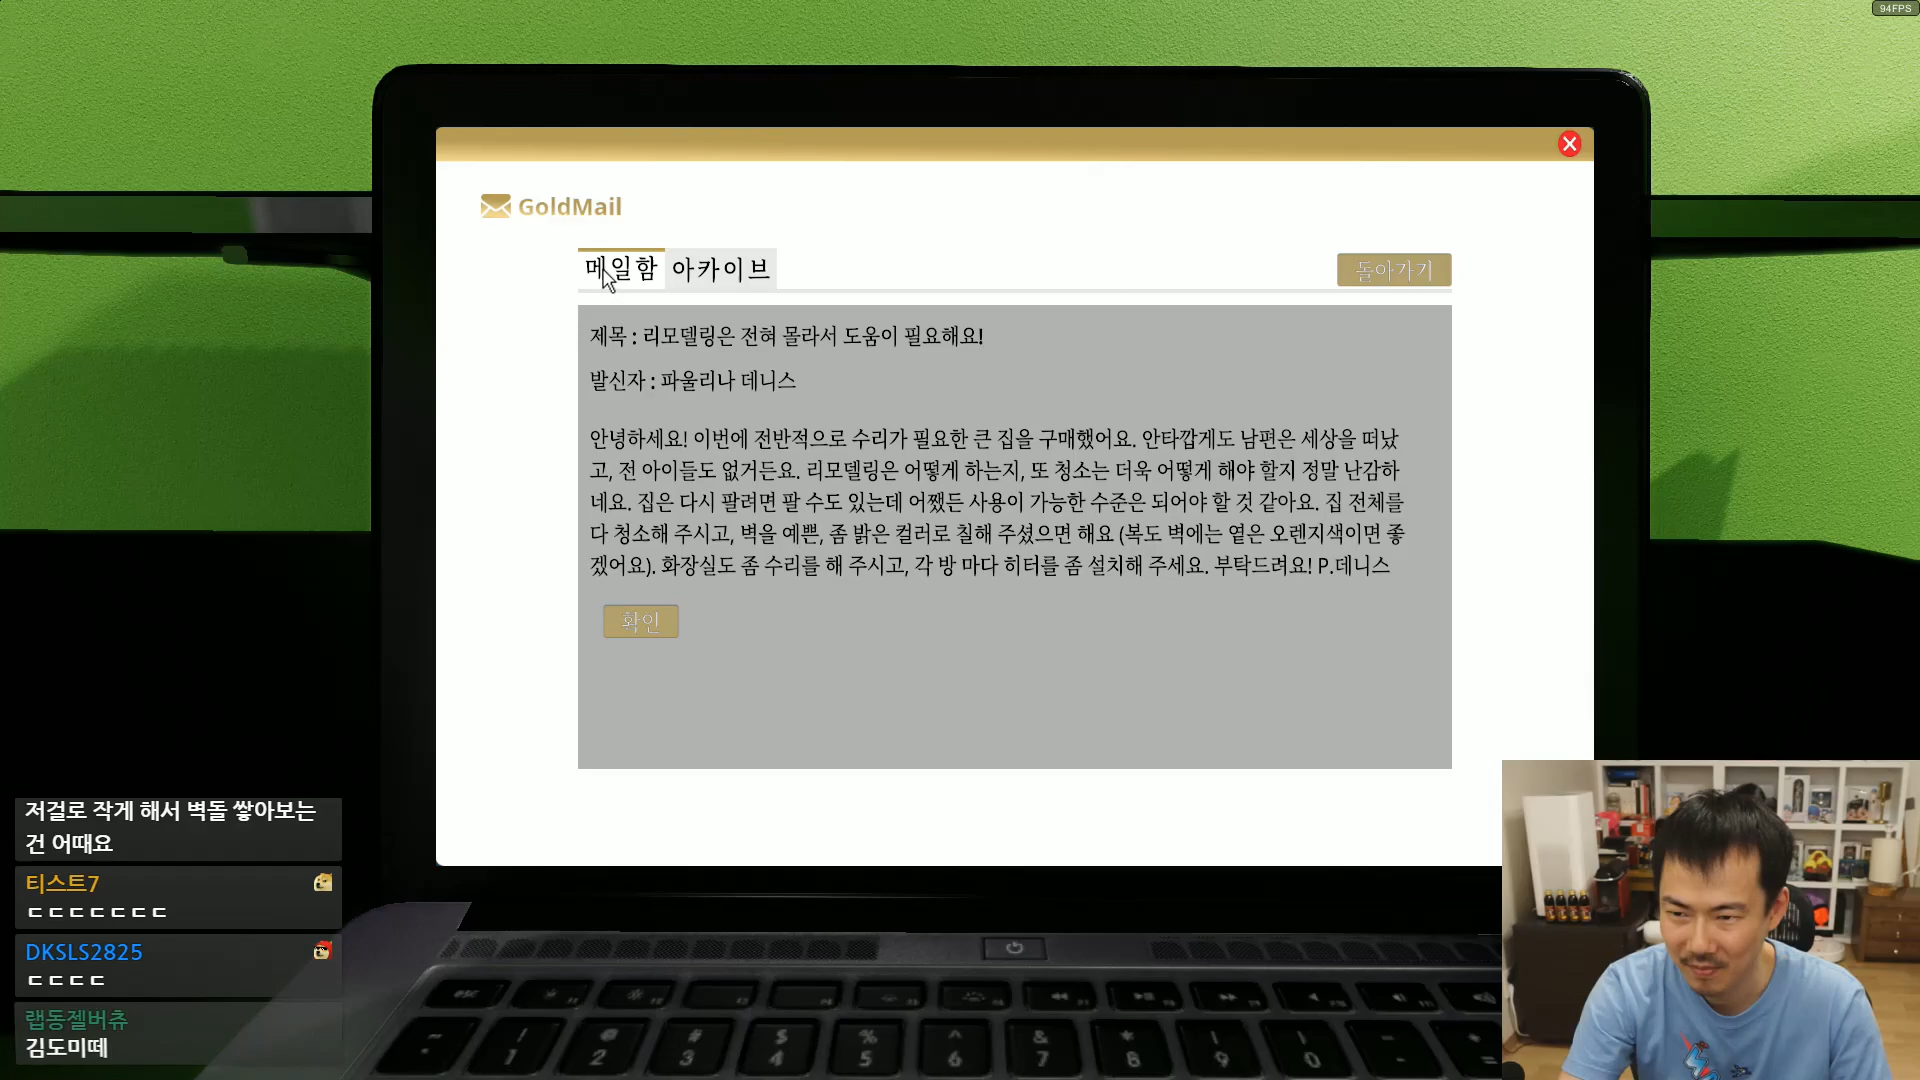 94FPS
GoldMail
메일함 아카이브
돌아가기
제목 : 리모델링은 전혀 몰라서 도움이 필요해요!
발신자 : 파울리나 데니스
안녕하세요! 이번에 전반적으로 수리가 필요한 큰 집을 구매했어요. 안타깝게도 남편은 세상을 떠났
고, 전 아이들도 없거든요. 리모델링은 어떻게 하는지, 또 청소는 더욱 어떻게 해야 할지 정말 난감하
네요. 집은 다시 팔려면 팔 수도 있는데 어쨌든 사용이 가능한 수준은 되어야 할 것 같아요. 집 전체를
다 청소해 주시고, 벽을 예쁜, 좀 밝은 컬러로 칠해 주셨으면 해요 (복도 벽에는 옅은 오렌지색이면 좋
겠어요). 화장실도 좀 수리를 해 주시고, 각 방 마다 히터를 좀 설치해 주세요. 부탁드려요! P.데니스
확인
저걸로 작게 해서 벽돌 쌓아보는
건 어때요
티스트7
ㄷㄷㄷㄷㄷㄷㄷ
DKSLS2825
ㄷㄷㄷㄷ
랩동젤버츄
김도미떼
esc
~ ! @ # $ % ^ & *
1 2 3 4 5 6 7 8 9 0 - =